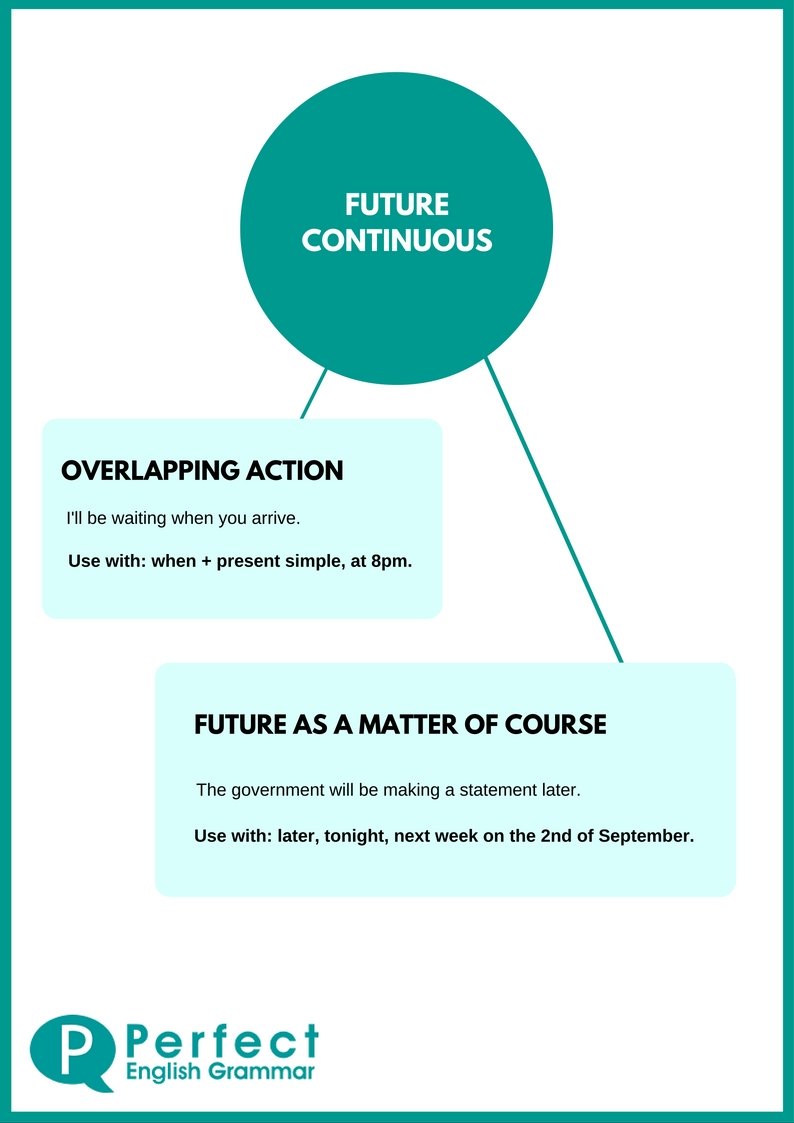 FUTURE
CONTINUOUS
OVERLAPPING ACTION
I'll be waiting when you arrive.
Use with: when + present simple, at 8pm.
FUTURE AS A MATTER OF COURSE
The government will be making a statement later.
Use with: later, tonight, next week on the 2nd of September.
P
Perfect
English Grammar